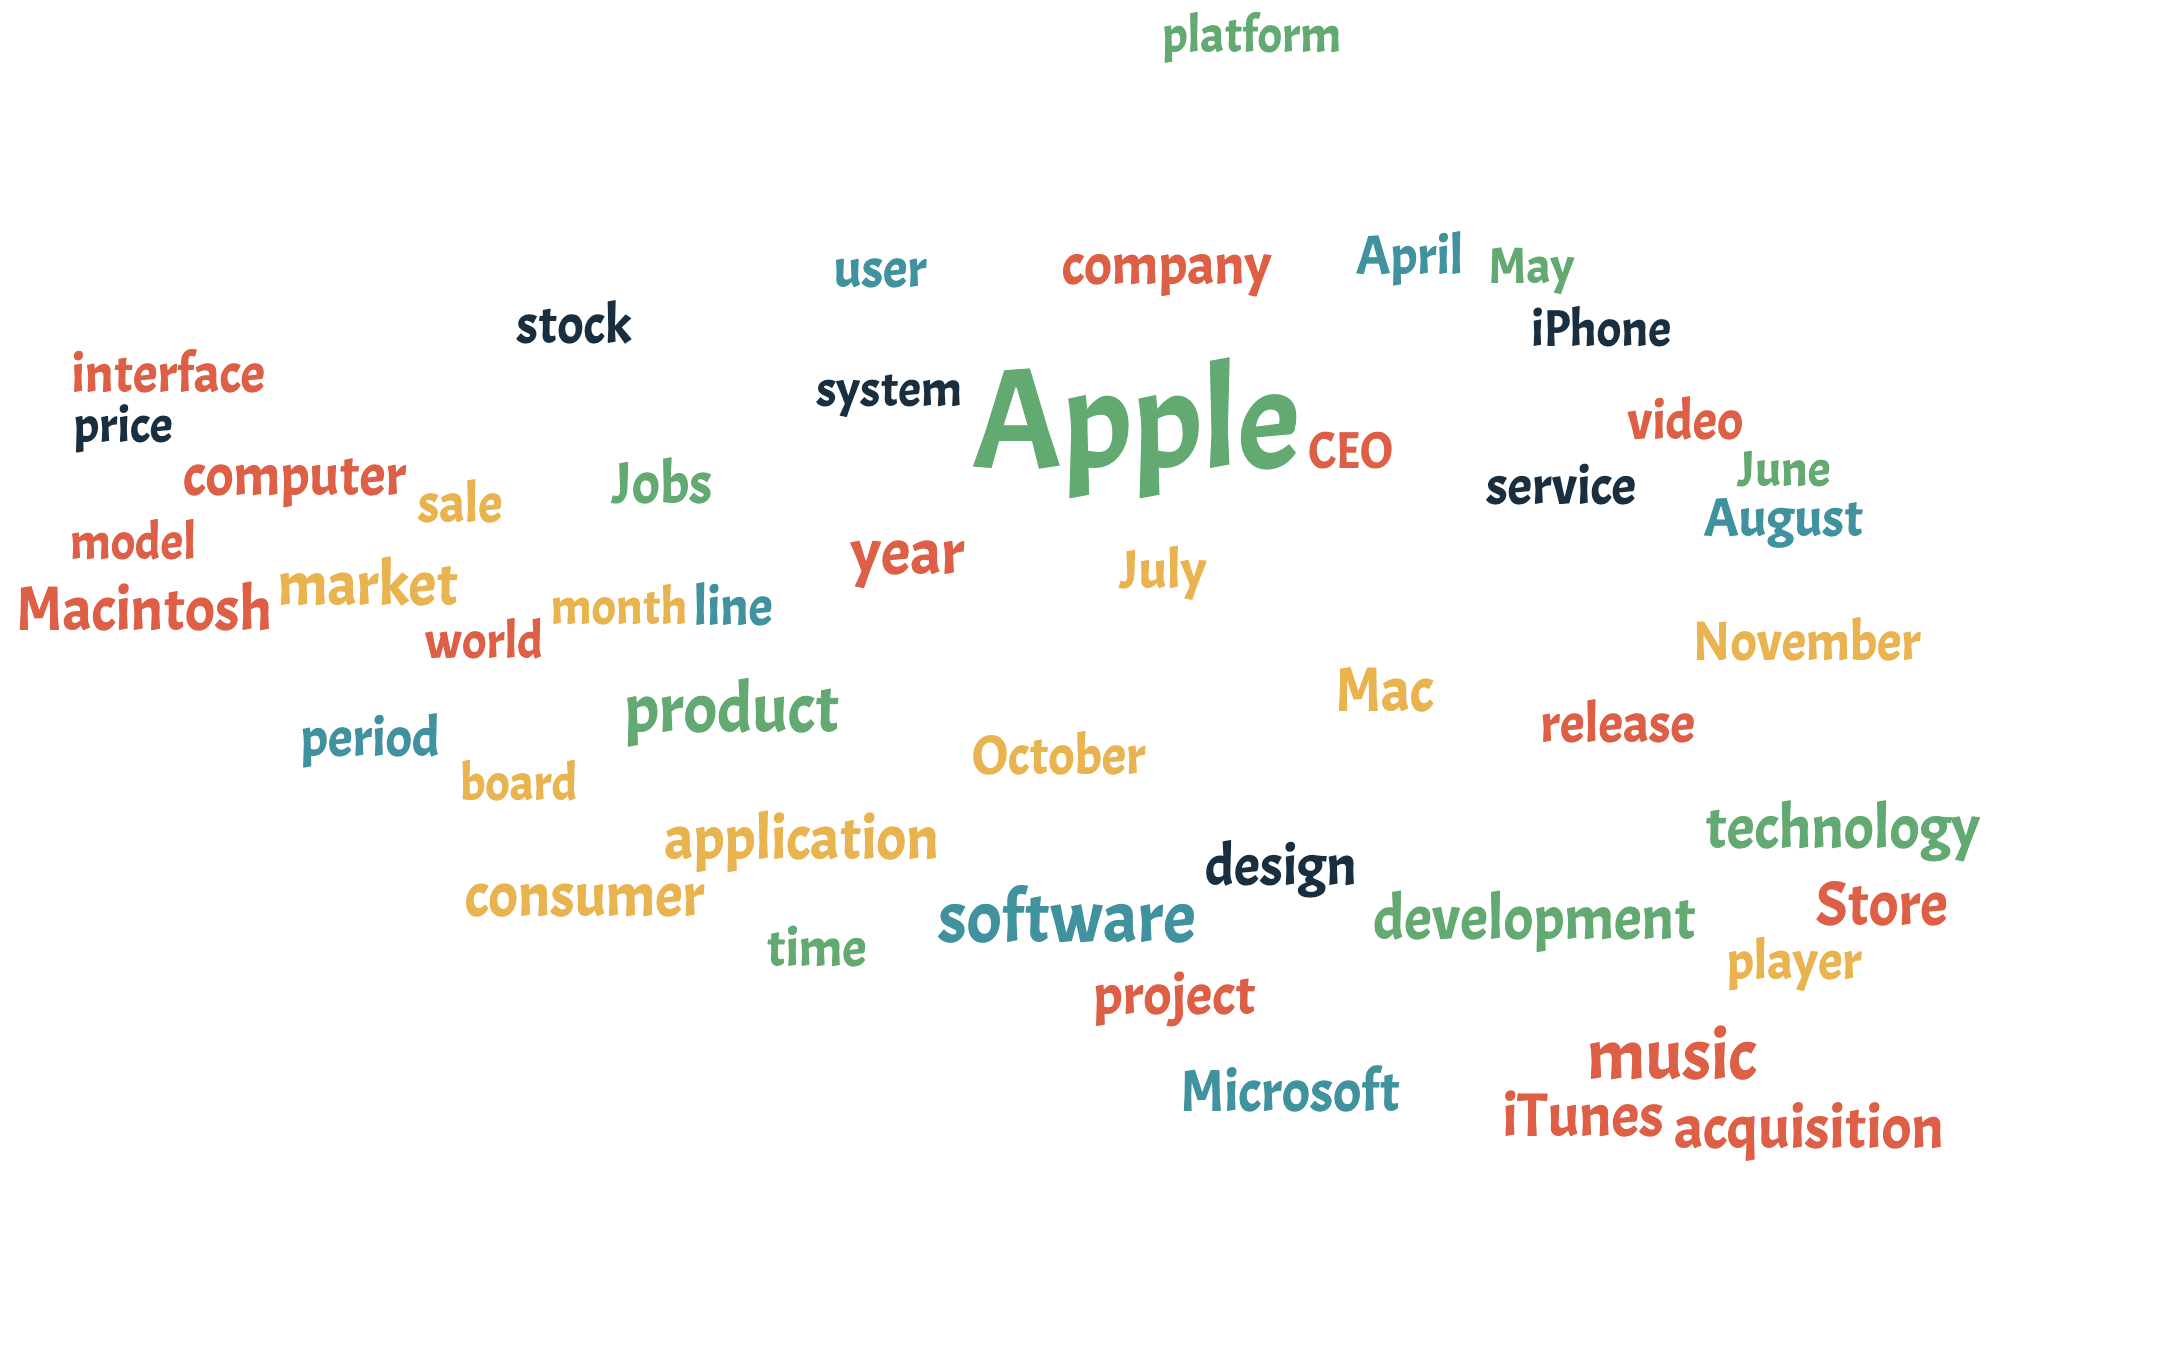 platform
user
company
April
May
stock
iPhone
interface
system
Apple
CEO
price
video
computer
sale
Jobs
service
June
August
model
year
July
Macintosh
market
month
line
world
November
Mac
product
release
period
October
board
application
technology
design
consumer
software
development
Store
time
player
project
music
Microsoft
iTunes
acquisition